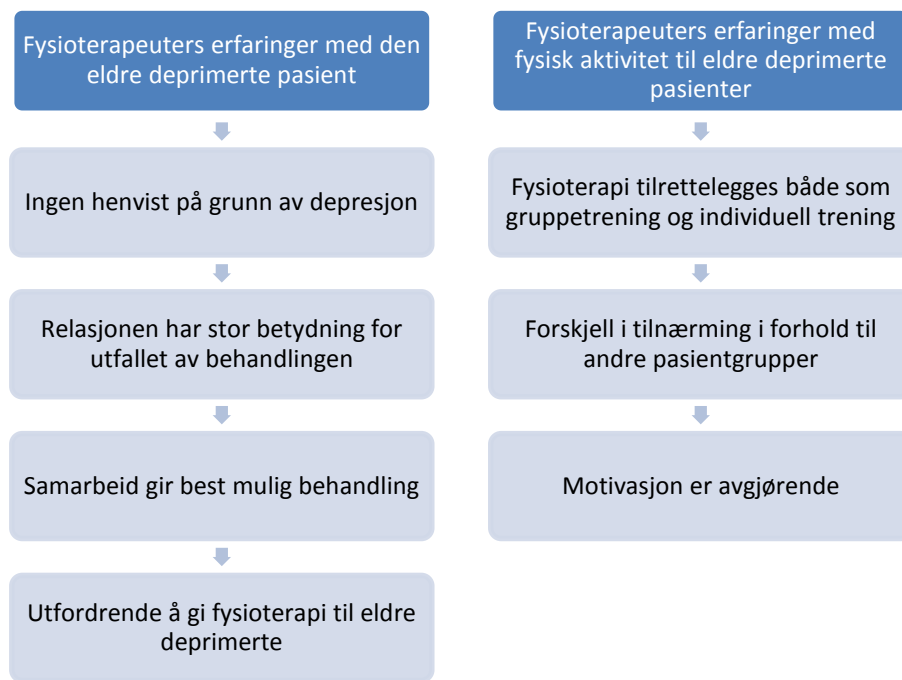 Fysioterapeuters erfaringer med den
eldre deprimerte pasient
Ingen henvist på grunn av depresjon
Relasjonen har stor betydning for
utfallet av behandlingen
Samarbeid gir best mulig behandling
Utfordrende å gi fysioterapi til eldre
deprimerte
Fysioterapeuters erfaringer med
fysisk aktivitet til eldre deprimerte
pasienter
Fysioterapi tilrettelegges både som
gruppetrening og individuell trening
Forskjell i tilnærming i forhold til
andre pasientgrupper
Motivasjon er avgjørende